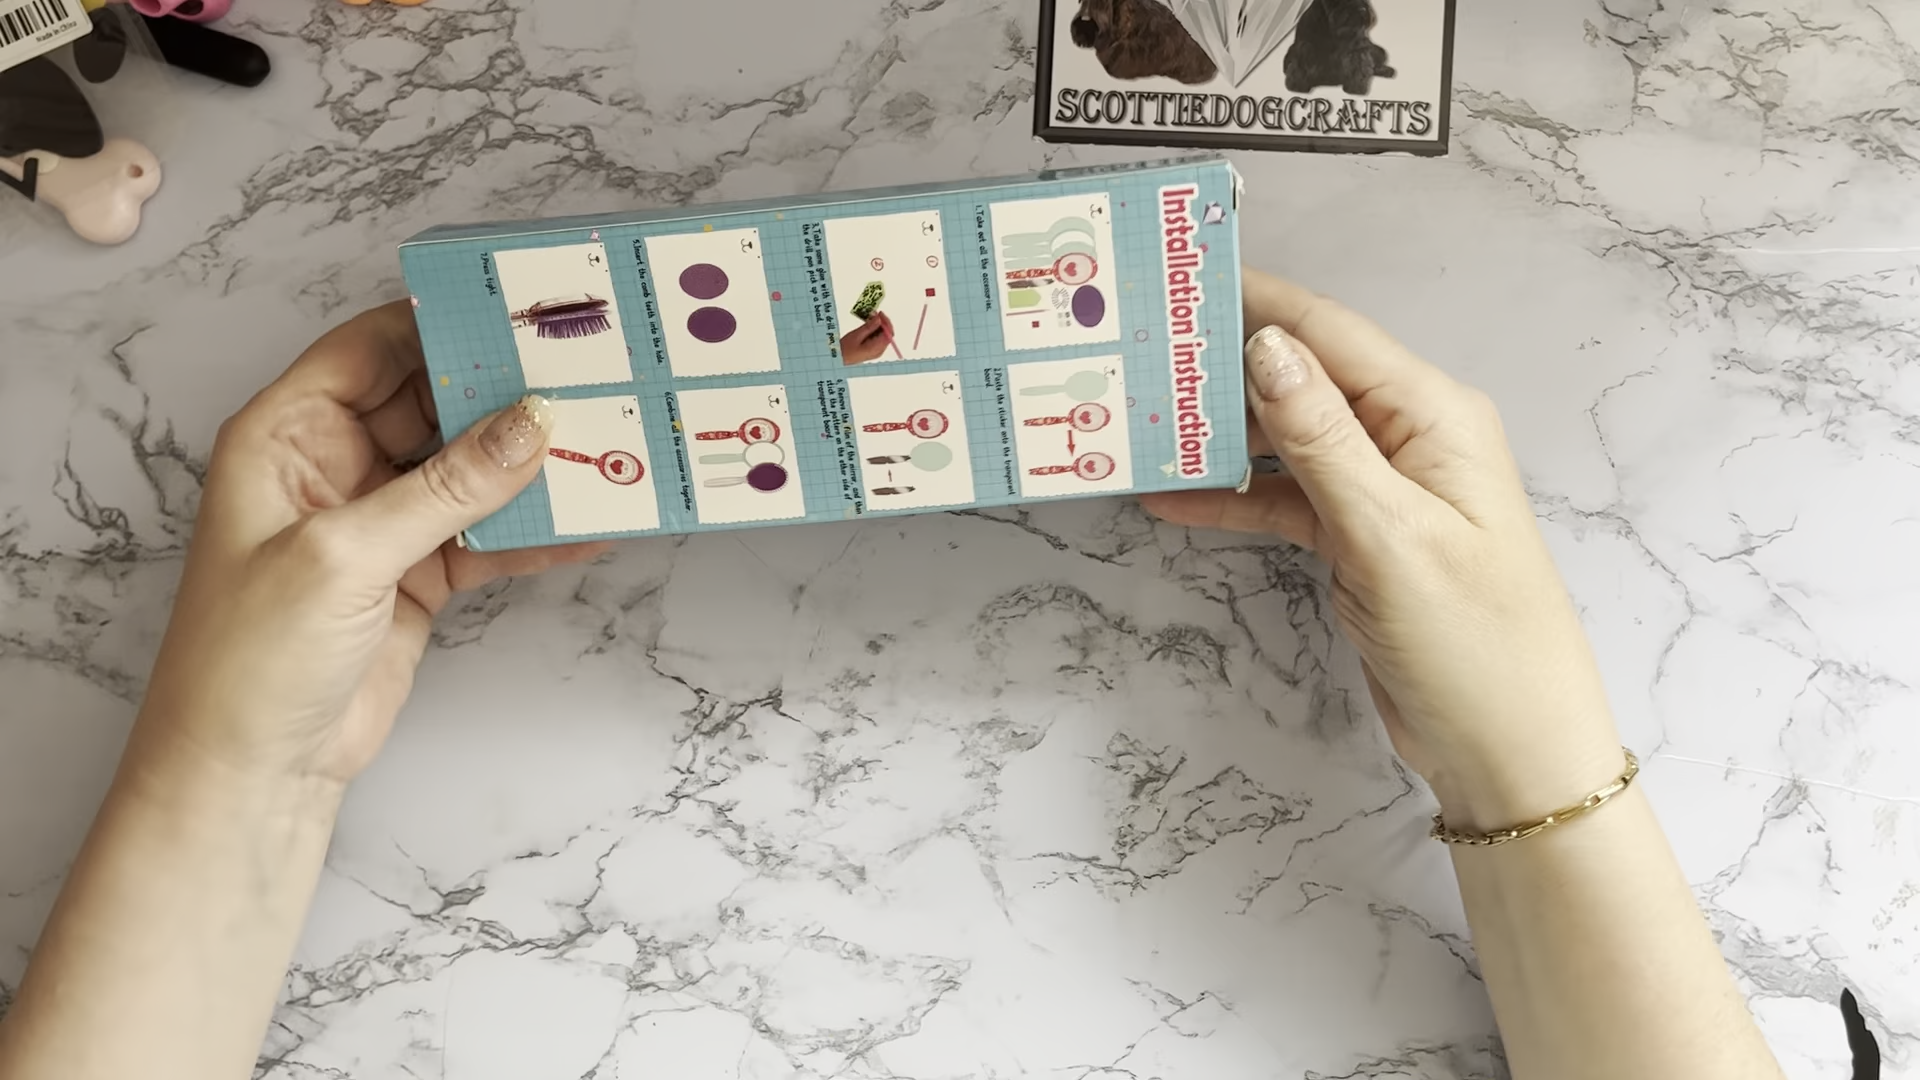 Made in China
SCOTTIEDOGCRAFTS
Installation instructions
1.Take out all the accessories.
2.Paste the sticker onto the transparent
board.
3.Take some glue with the drill pen, use
the drill pen pick up a bead.
4. Remove the film of the mirror, and then
stick the pattern on the other side of
transparent board.
5.Insert the comb teeth into the hole.
6.Combine all the accessories together.
7.Press tight.
①
②